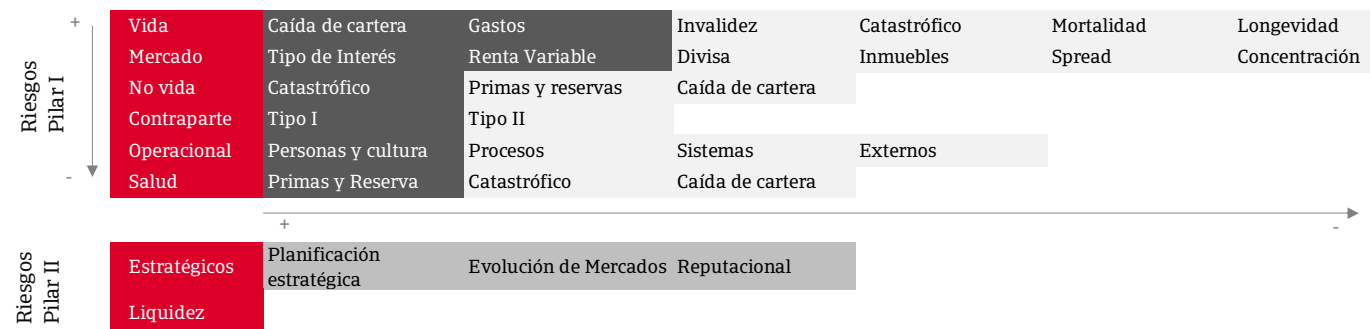 +
Riesgos
Pilar I
-
Vida Caída de cartera Gastos Invalidez Catastrófico Mortalidad Longevidad
Mercado Tipo de Interés Renta Variable Divisa Inmuebles Spread Concentración
No vida Catastrófico Primas y reservas Caída de cartera
Contraparte Tipo I Tipo II
Operacional Personas y cultura Procesos Sistemas Externos
Salud Primas y Reserva Catastrófico Caída de cartera
+ -
Riesgos
Pilar II
Estratégicos Planificación
estratégica Evolución de Mercados Reputacional
Liquidez